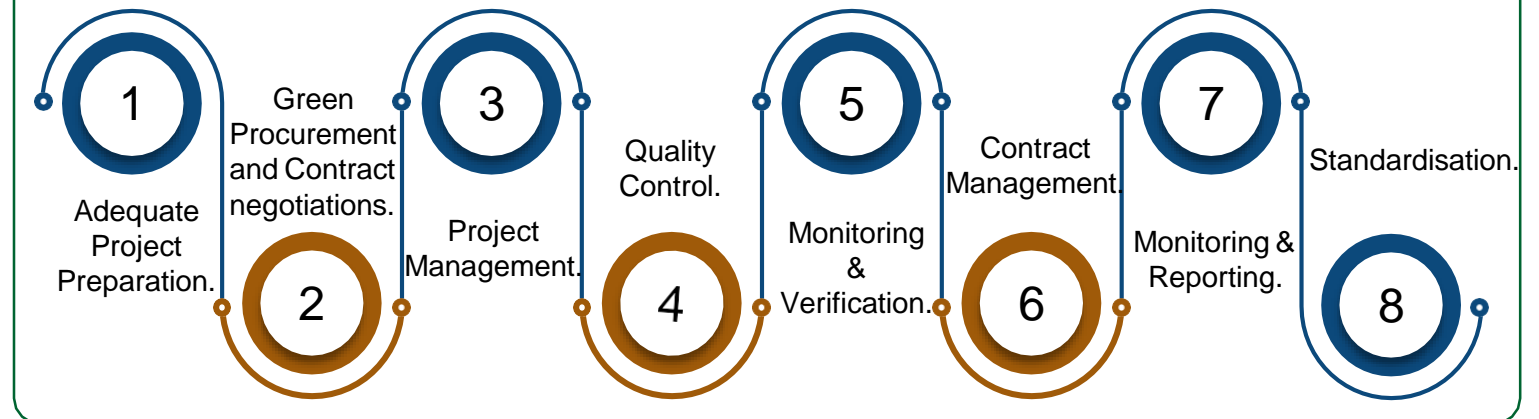 1
Adequate
Project
Preparation.
2
Green
Procurement
and Contract
negotiations.
3
Project
Management.
4
Quality
Control.
5
Monitoring
&
Verification.
6
Contract
Management.
7
Monitoring &
Reporting.
8
Standardisation.